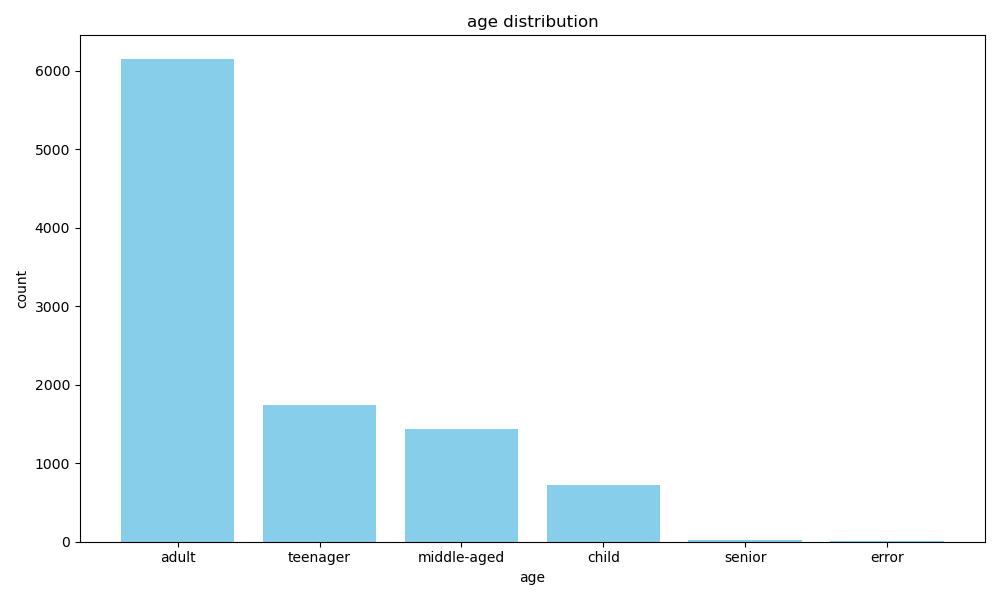 age distribution
6000
5000
4000
3000
2000
1000
0
count
adult teenager middle-aged child senior error
age